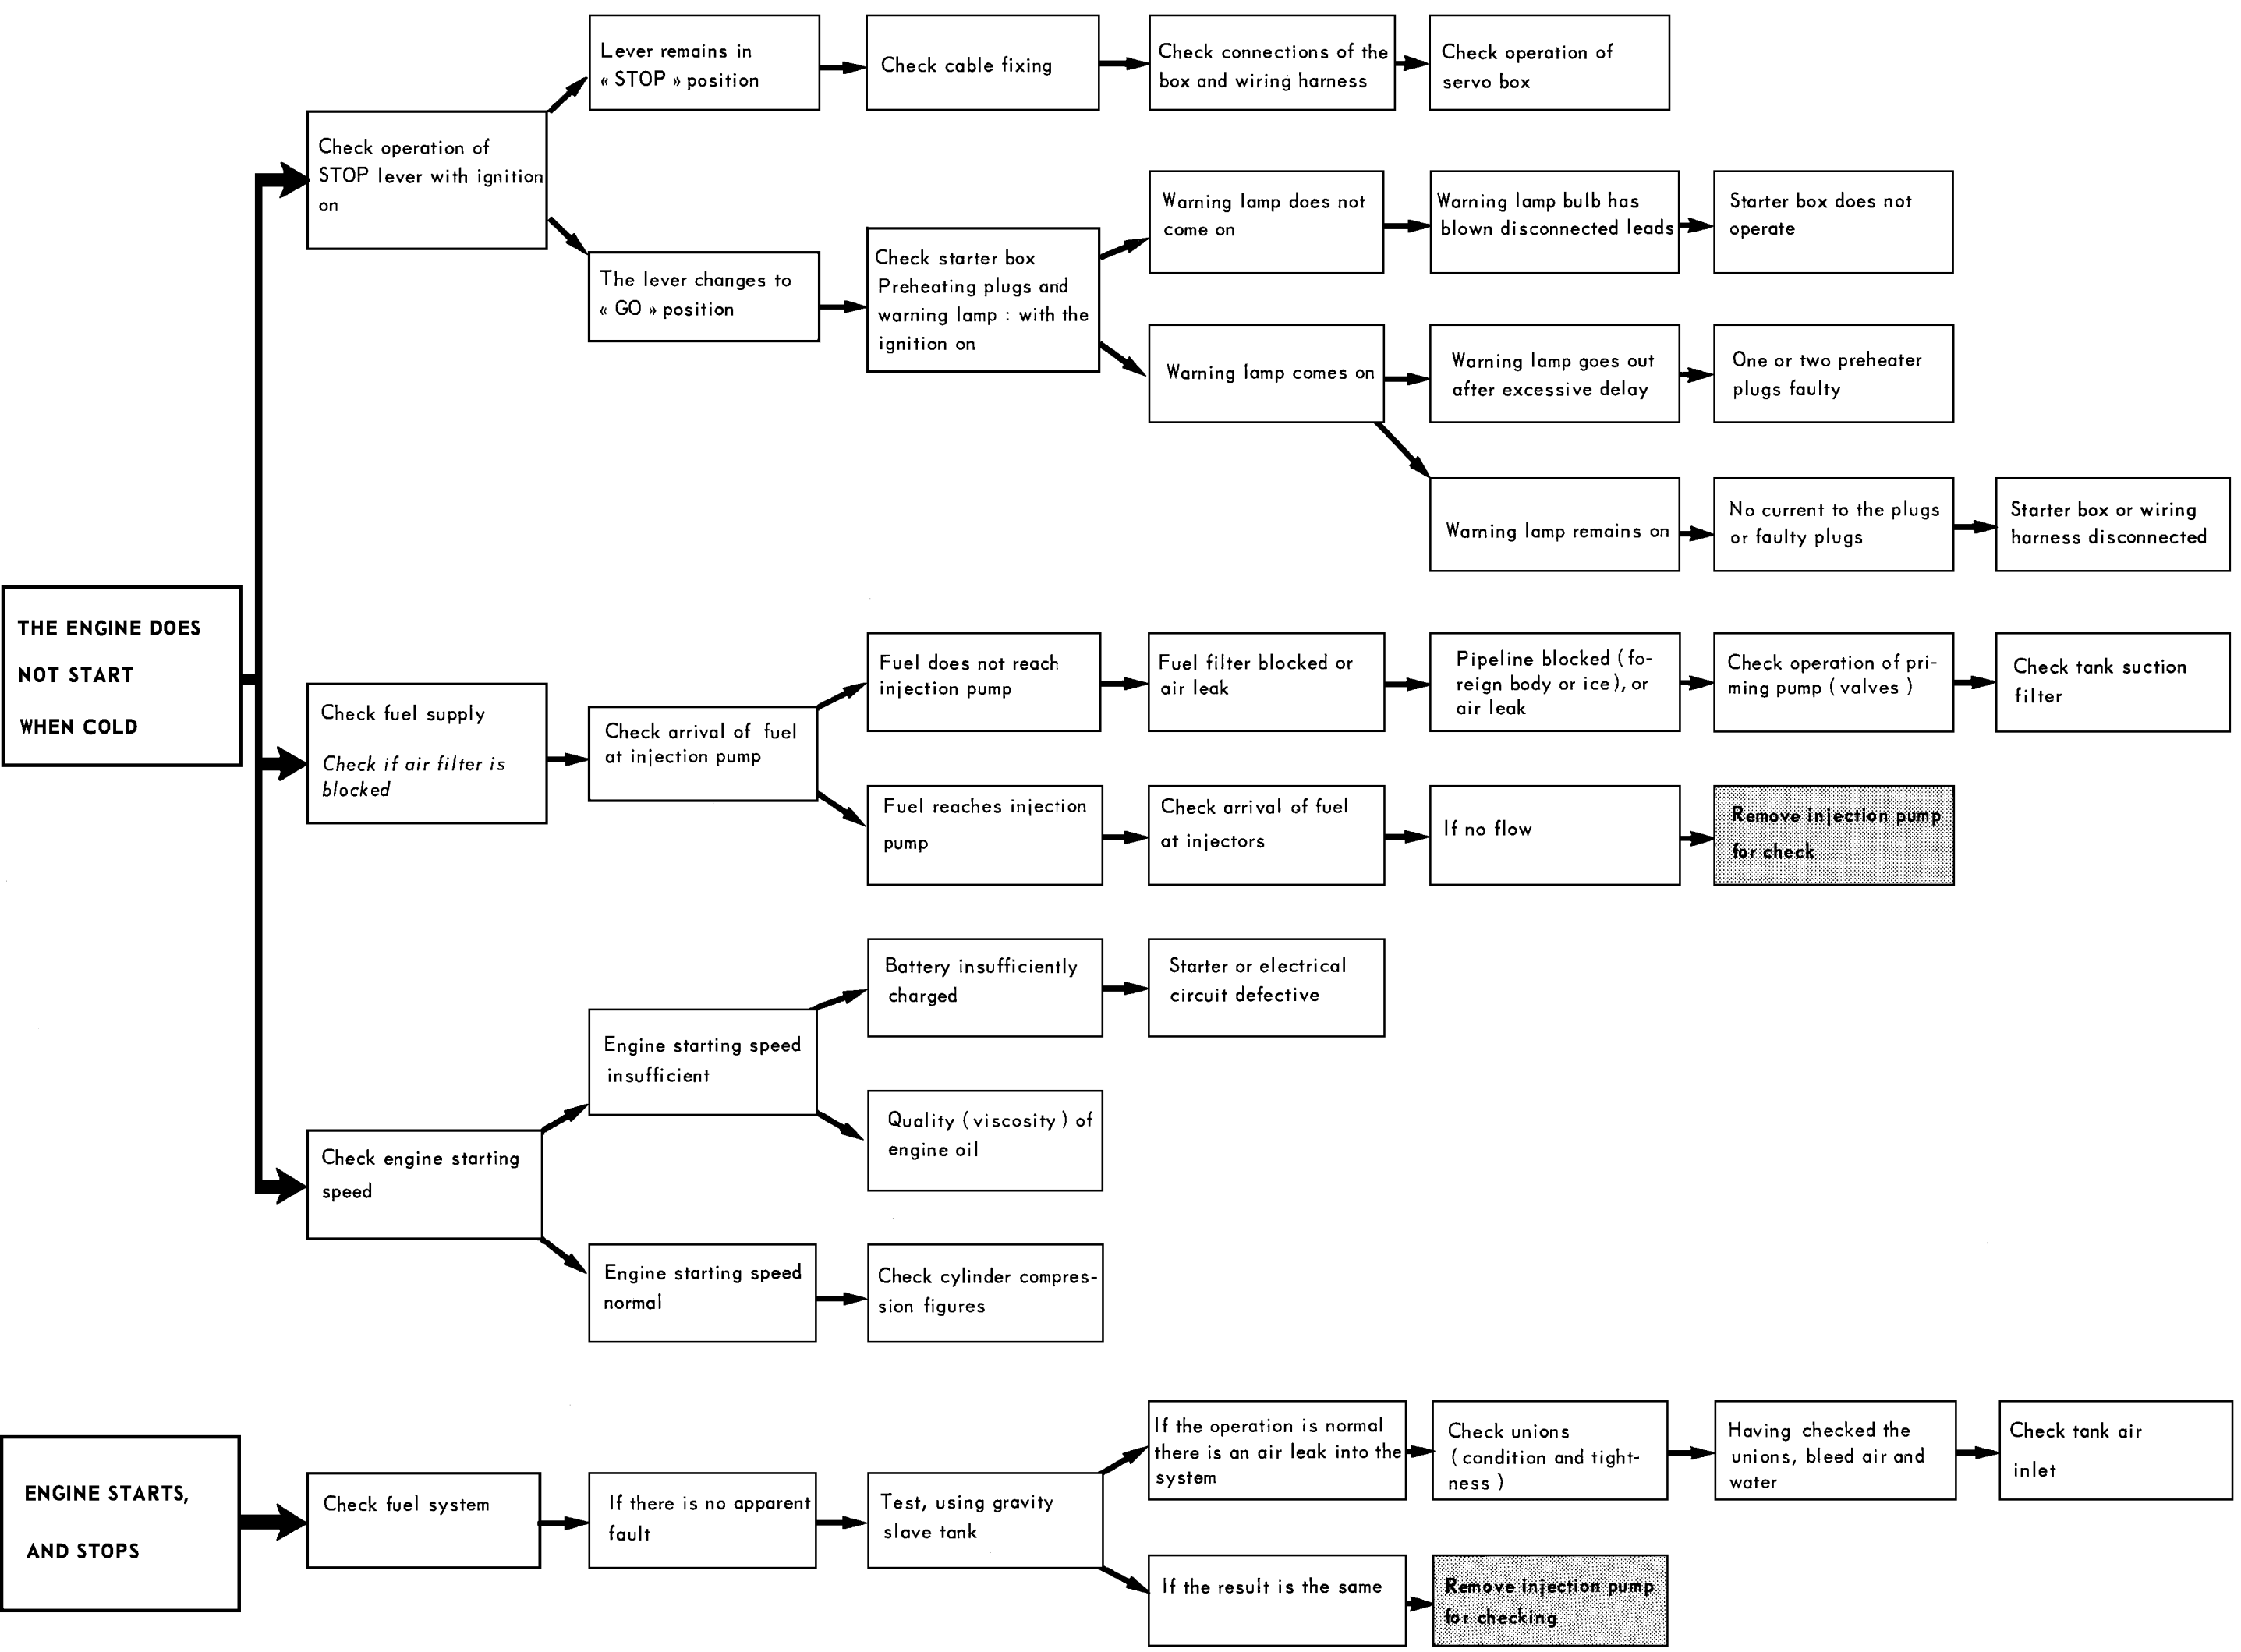 Lever remains in
« STOP » position
Check cable fixing
Check connections of the
box and wiring harness
Check operation of
servo box
Check operation of
STOP lever with ignition
on
The lever changes to
« GO » position
Check starter box
Preheating plugs and
warning lamp : with the
ignition on
Warning lamp does not
come on
Warning lamp bulb has
blown disconnected leads
Starter box does not
operate
Warning lamp comes on
Warning lamp goes out
after excessive delay
One or two preheater
plugs faulty
Warning lamp remains on
No current to the plugs
or faulty plugs
Starter box or wiring
harness disconnected
THE ENGINE DOES
NOT START
WHEN COLD
Check fuel supply
Check if air filter is
blocked
Check arrival of fuel
at injection pump
Fuel does not reach
injection pump
Fuel filter blocked or
air leak
Pipeline blocked ( fo-
reign body or ice), or
air leak
Check operation of pri-
ming pump ( valves )
Check tank suction
filter
Fuel reaches injection
pump
Check arrival of fuel
at injectors
If no flow
Remove injection pump
for check
Check engine starting
speed
Engine starting speed
insufficient
Battery insufficiently
charged
Starter or electrical
circuit defective
Quality ( viscosity ) of
engine oil
Engine starting speed
normal
Check cylinder compres-
sion figures
ENGINE STARTS,
AND STOPS
Check fuel system
If there is no apparent
fault
Test, using gravity
slave tank
If the operation is normal
there is an air leak into the
system
Check unions
( condition and tight-
ness )
Having checked the
unions, bleed air and
water
Check tank air
inlet
If the result is the same
Remove injection pump
for checking